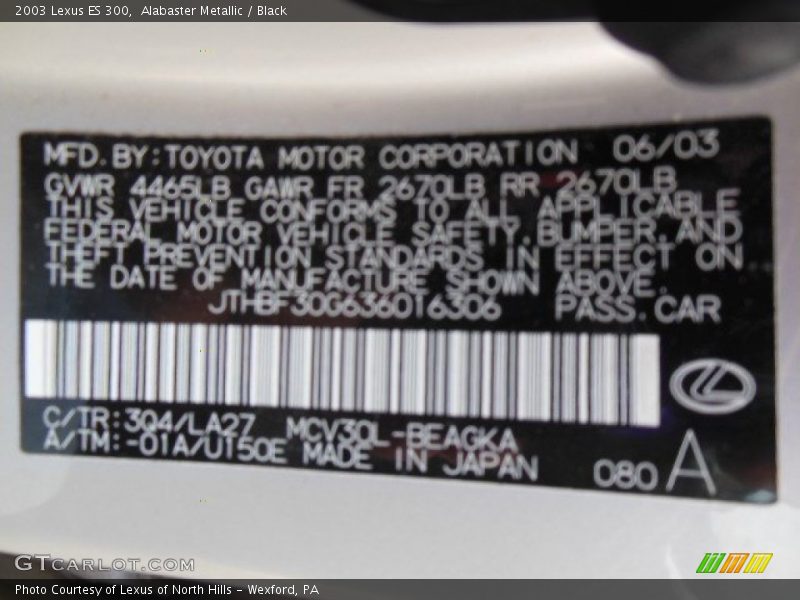 2003 Lexus ES 300, Alabaster Metallic / Black
MFD.BY:TOYOTA MOTOR CORPORATION 06/03
GVWR 4465LB GAWR FR 2670LB RR 2670LB
THIS VEHICLE CONFORMS TO ALL APPLICABLE
FEDERAL MOTOR VEHICLE SAFETY,BUMPER,AND
THEFT PREVENTION STANDARDS IN EFFECT ON
THE DATE OF MANUFACTURE SHOWN ABOVE.
JTHBF30G636016306 PASS.CAR
C/TR:3Q4/LA27 MCV30L-BEAGKA
A/TM:-01A/U150E MADE IN JAPAN 080 A
GTCARLOT.COM
Photo Courtesy of Lexus of North Hills - Wexford, PA